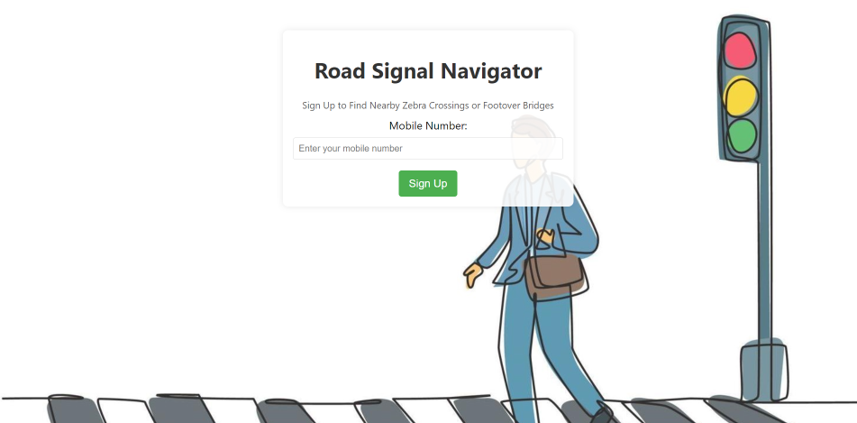 Road Signal Navigator
Sign Up to Find Nearby Zebra Crossings or Footover Bridges
Mobile Number:
Enter your mobile number
Sign Up